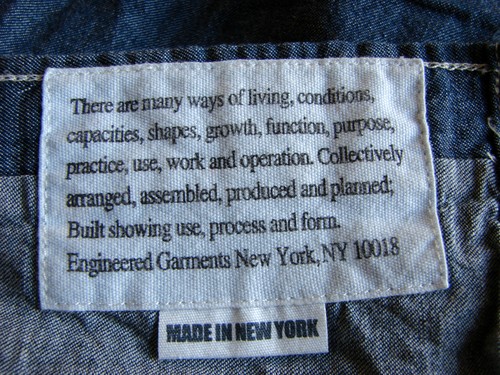 There are many ways of living, conditions,
capacities, shapes, growth, function, purpose,
practice, use, work and operation. Collectively
arranged, assembled, produced and planned;
Built showing use, process and form.
Engineered Garments New York, NY 10018
MADE IN NEW YORK